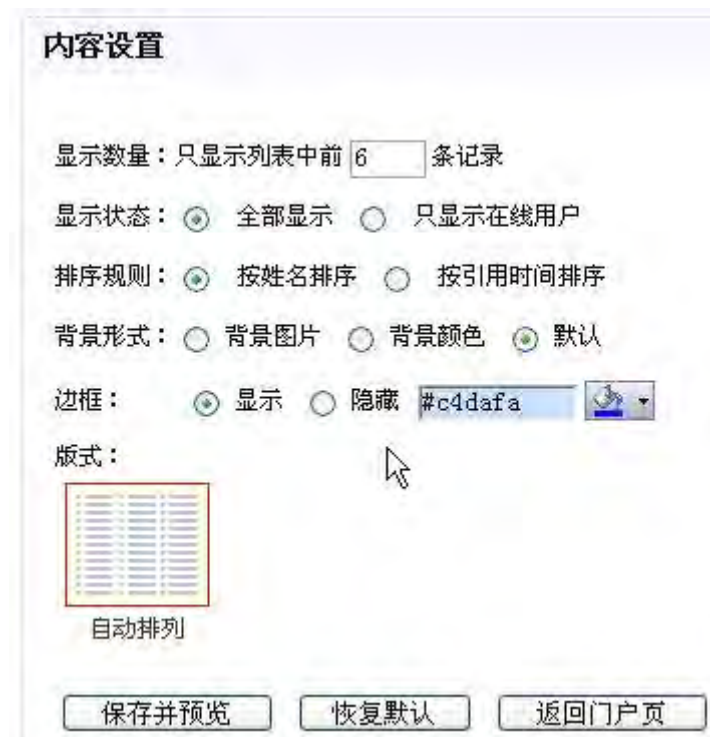 内容设置
显示数量：只显示列表中前 6 条记录
显示状态： 全部显示 只显示在线用户
排序规则： 按姓名排序 按引用时间排序
背景形式： 背景图片 背景颜色 默认
边框： 显示 隐藏 #c4dafa
版式：
自动排列
保存并预览 恢复默认 返回门户页